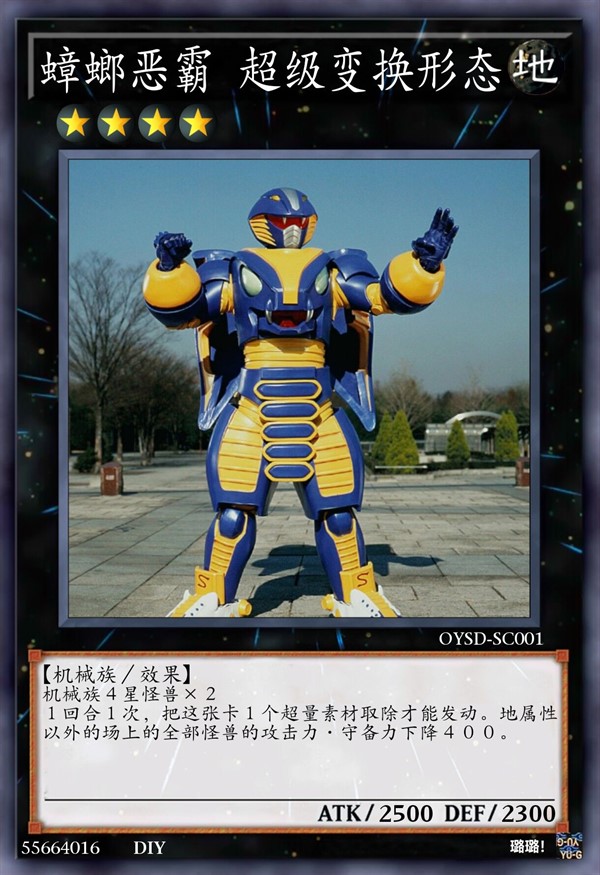 蟑螂恶霸 超级变换形态 地
OYSD-SC001
【机械族／效果】
机械族４星怪兽×２
１回合１次，把这张卡１个超量素材取除才能发动。地属性
以外的场上的全部怪兽的攻击力・守备力下降４００。
ATK/2500 DEF/2300
55664016 DIY 璐璐!